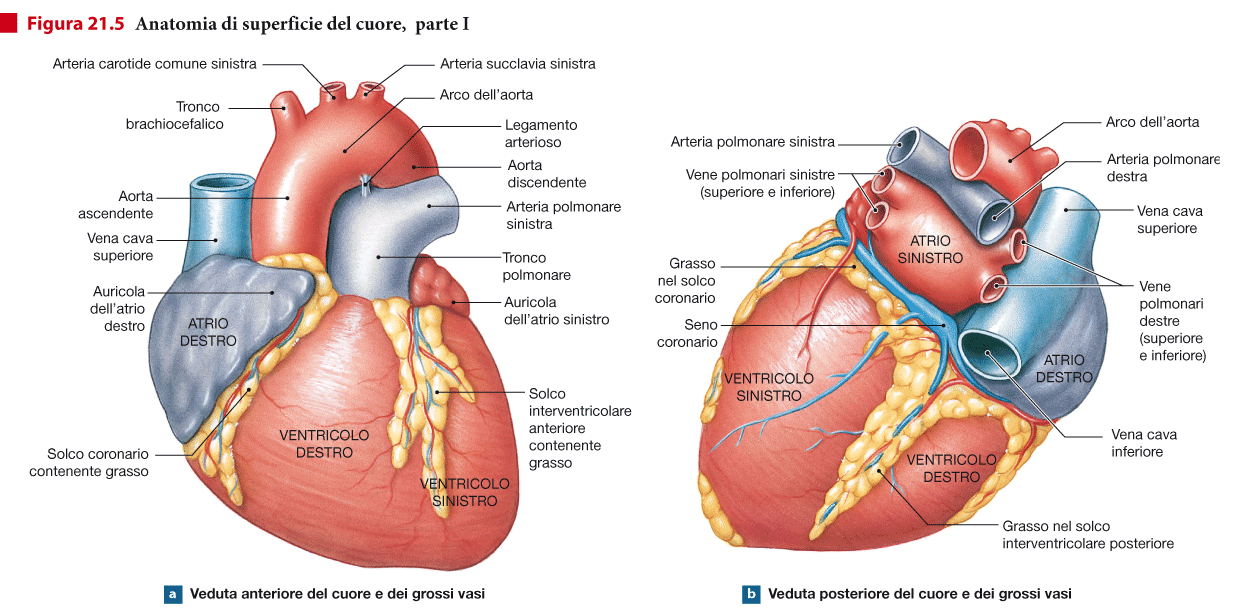 Figura 21.5 Anatomia di superficie del cuore, parte I
Arteria carotide comune sinistra
Arteria succlavia sinistra
Arco dell'aorta
Tronco
brachiocefalico
Legamento
arterioso
Aorta
discendente
Aorta
ascendente
Arteria polmonare
sinistra
Vena cava
superiore
Tronco
polmonare
Auricola
dell'atrio
destro
Auricola
dell'atrio sinistro
ATRIO
DESTRO
Solco
interventricolare
anteriore
contenente
grasso
VENTRICOLO
DESTRO
Solco coronario
contenente grasso
VENTRICOLO
SINISTRO
a Veduta anteriore del cuore e dei grossi vasi
Arteria polmonare sinistra
Arco dell'aorta
Vene polmonari sinistre
(superiore e inferiore)
Arteria polmonare
destra
Vena cava
superiore
ATRIO
SINISTRO
Grasso
nel solco
coronario
Vene
polmonari
destre
(superiore
e inferiore)
Seno
coronario
ATRIO
DESTRO
VENTRICOLO
SINISTRO
Vena cava
inferiore
VENTRICOLO
DESTRO
Grasso nel solco
interventricolare posteriore
b Veduta posteriore del cuore e dei grossi vasi